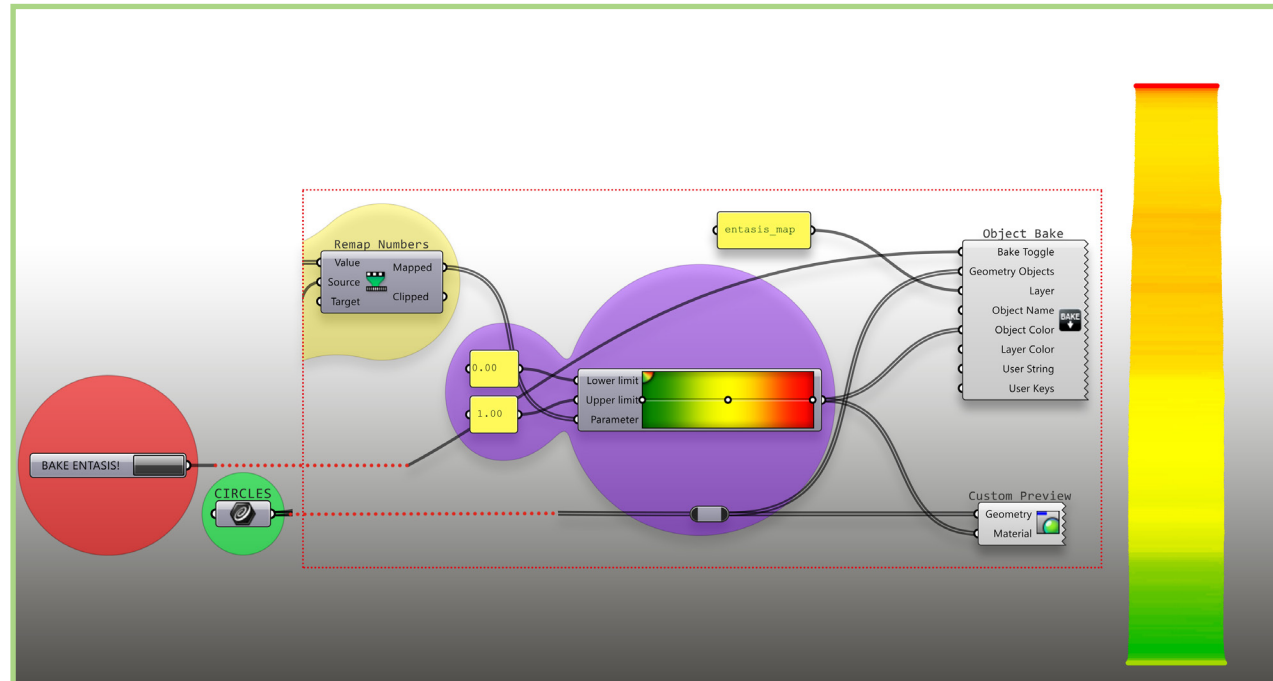 Remap Numbers
Value
Source
Target
Mapped
Clipped
entasis_map
Object Bake
Bake Toggle
Geometry Objects
Layer
Object Name
Object Color
Layer Color
User String
User Keys
BAKE
0.00
1.00
Lower limit
Upper limit
Parameter
BAKE ENTASIS!
CIRCLES
Custom Preview
Geometry
Material